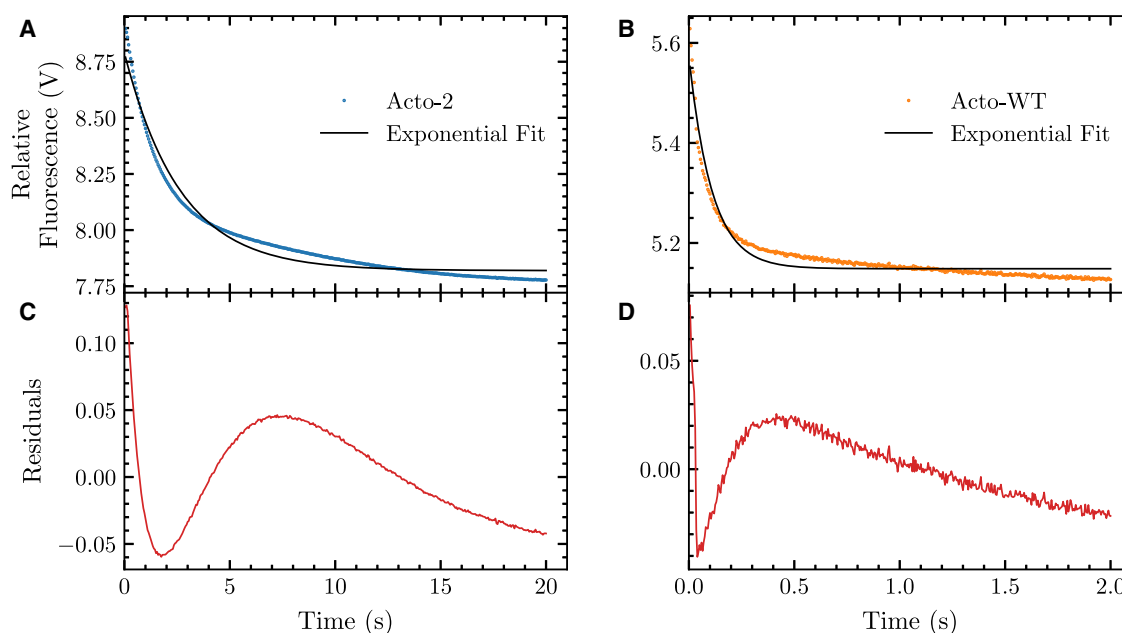 A
Relative
Fluorescence (V)
8.75
8.50
8.25
8.00
7.75
Acto-2
Exponential Fit
B
5.6
5.4
5.2
Acto-WT
Exponential Fit
C
Residuals
0.10
0.05
0.00
−0.05
0
5
10
15
20
Time (s)
D
0.05
0.00
0.0
0.5
1.0
1.5
2.0
Time (s)